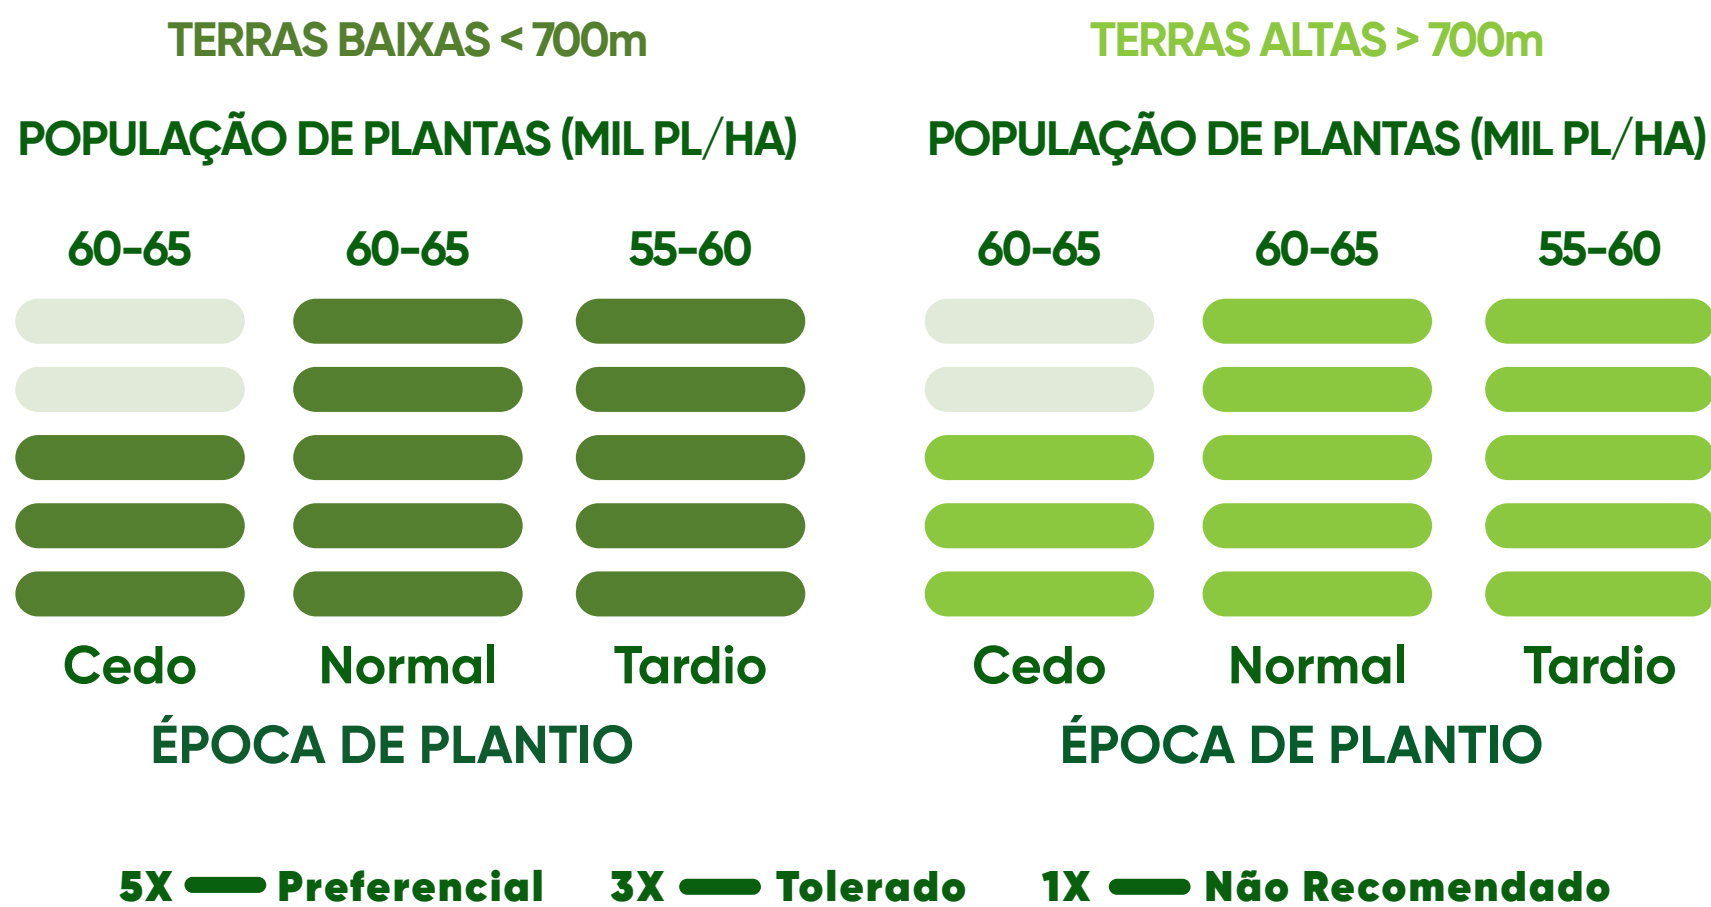 TERRAS BAIXAS < 700m
POPULAÇÃO DE PLANTAS (MIL PL/HA)
60-65 60-65 55-60
Cedo Normal Tardio
ÉPOCA DE PLANTIO
TERRAS ALTAS > 700m
POPULAÇÃO DE PLANTAS (MIL PL/HA)
60-65 60-65 55-60
Cedo Normal Tardio
ÉPOCA DE PLANTIO
5X Preferencial 3X Tolerado 1X Não Recomendado